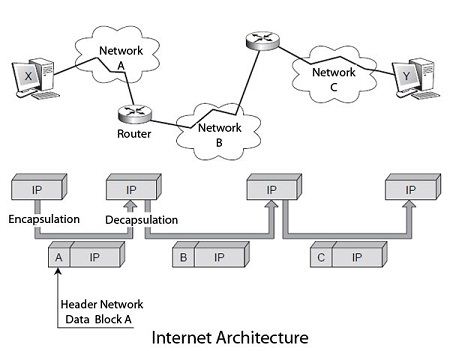 Network
A
X
Network
C
Y
Router
Network
B
IP
IP
IP
IP
Encapsulation
Decapsulation
A
IP
B
IP
C
IP
Header Network
Data Block A
Internet Architecture